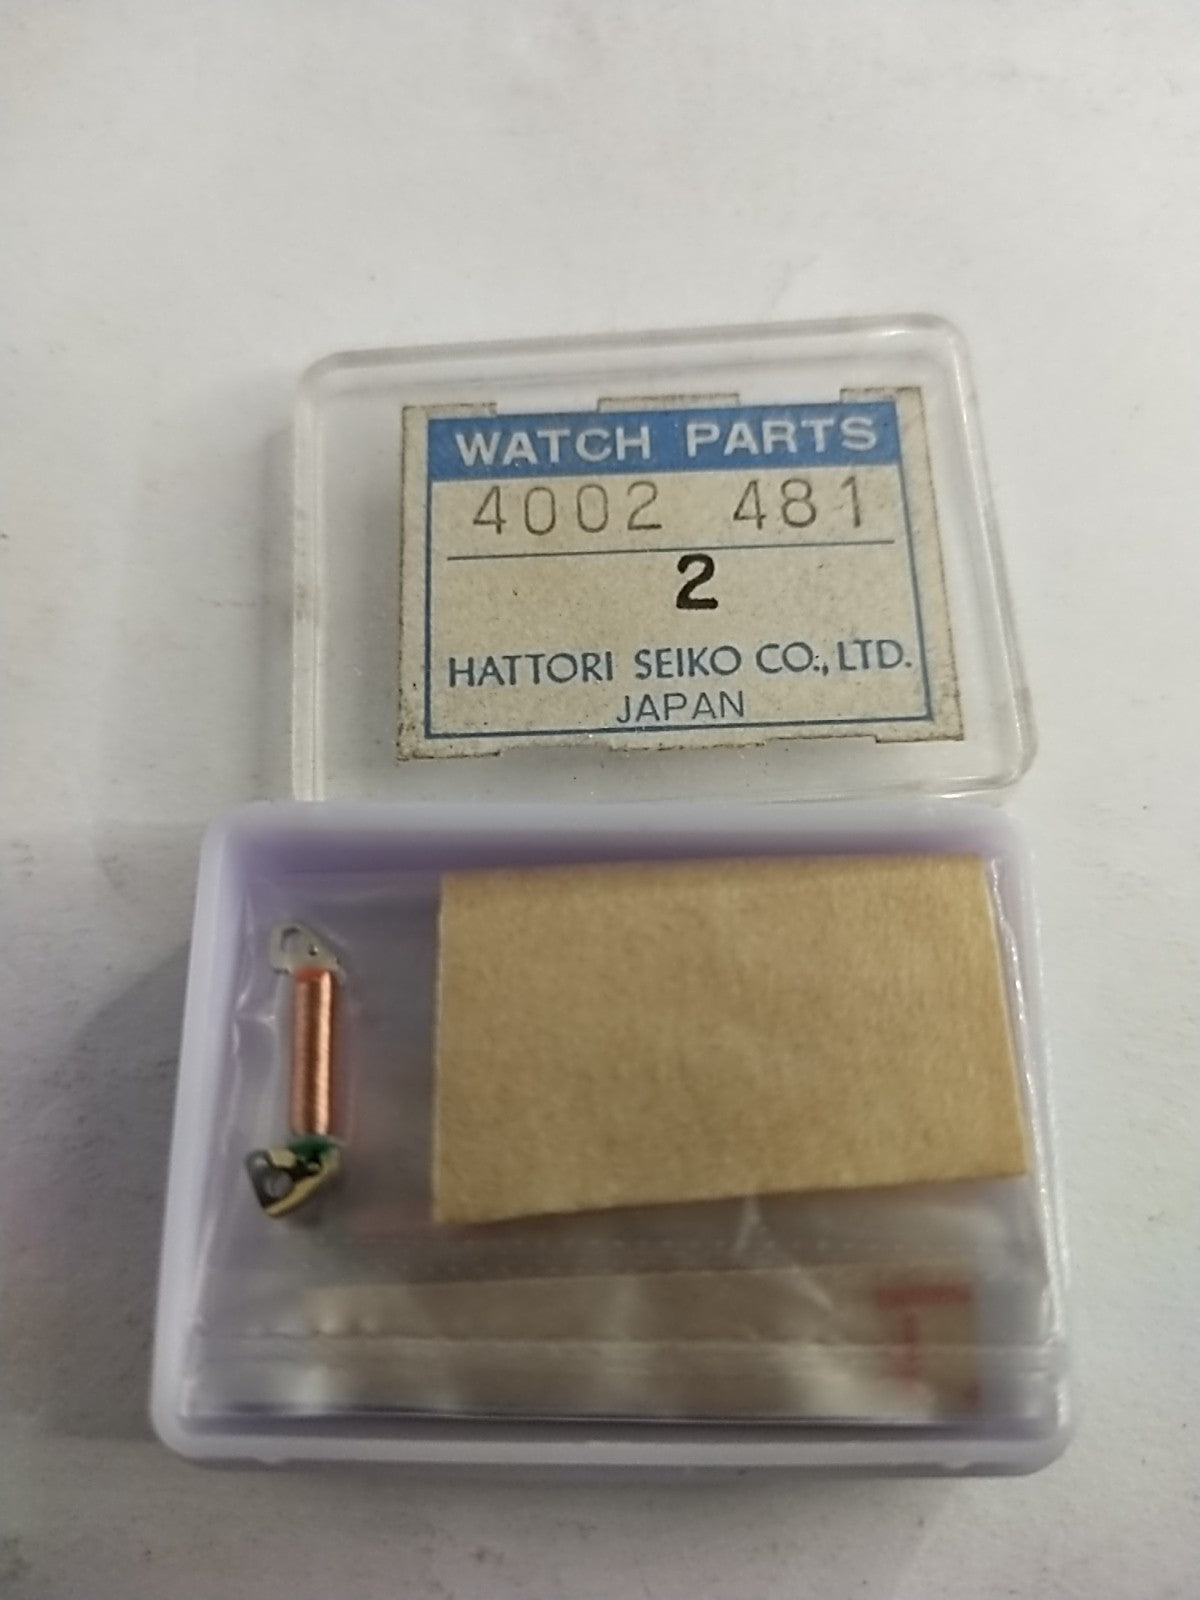 WATCH PARTS
4002 481
2
HATTORI SEIKO CO., LTD.
JAPAN